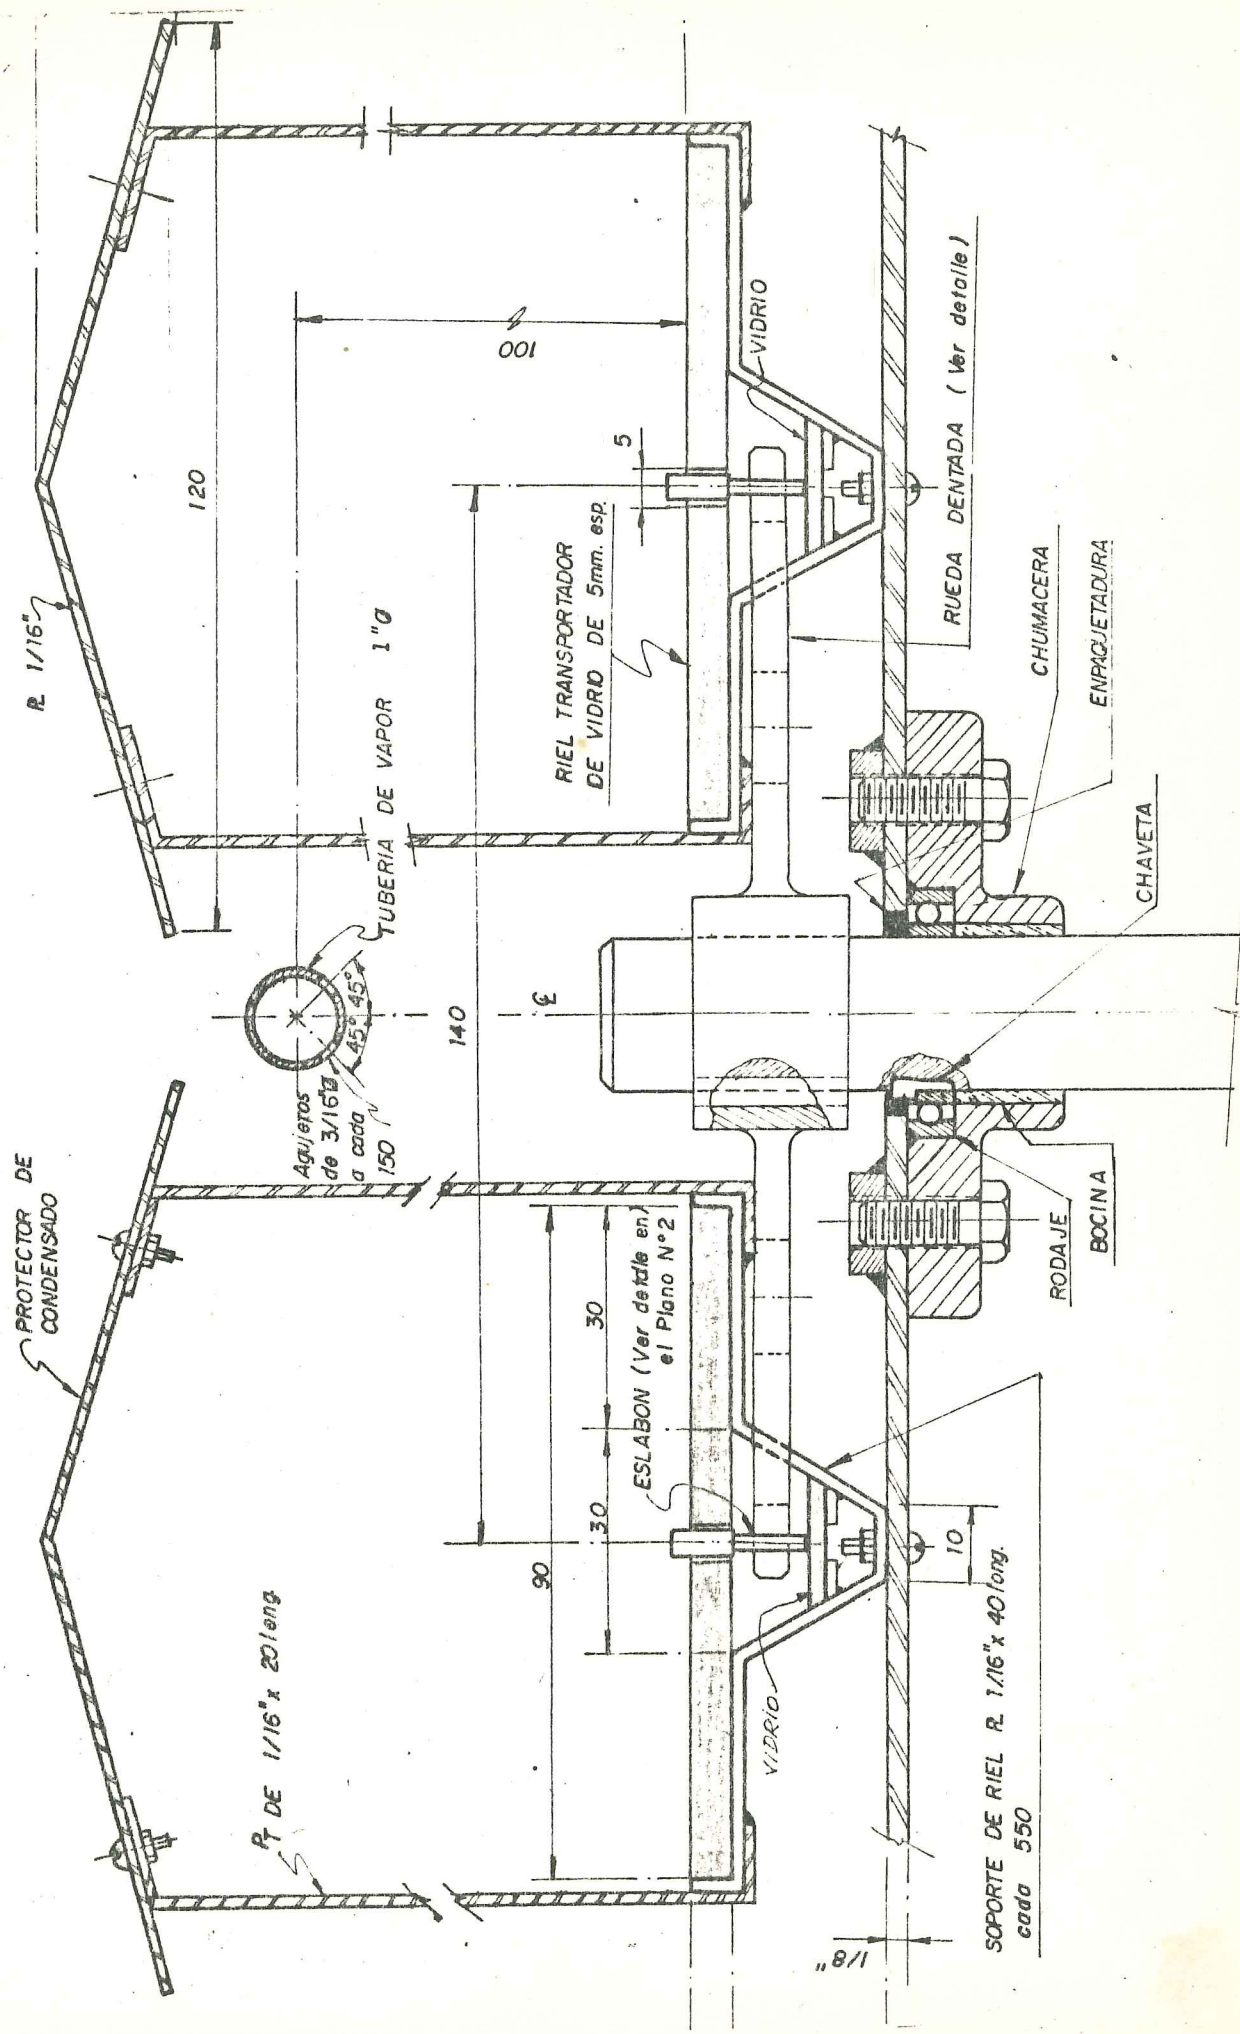 PROTECTOR DE
CONDENSADO
PL 1/16"
120
PT DE 1/16" x 20 long
Agujeros
de 3/16"Ø
a cada
150
45° 45°
TUBERIA DE VAPOR 1"Ø
100
140
℄
RIEL TRANSPORTADOR
DE VIDRIO DE 5mm. esp.
5
90
30
30
ESLABON (Ver detalle en
el Plano N°2
VIDRIO
VIDRIO
RUEDA DENTADA (Ver detalle)
10
1/8"
SOPORTE DE RIEL PL 1/16" x 40 long.
cada 550
RODAJE
BOCINA
CHAVETA
CHUMACERA
ENPAQUETADURA